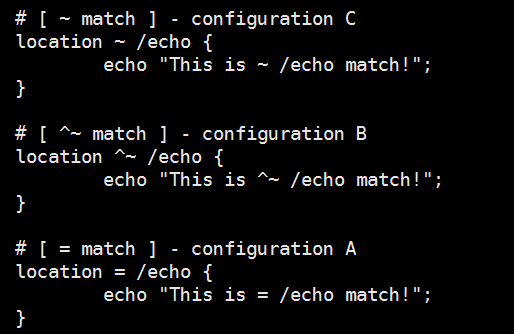 # [ ~ match ] - configuration C
location ~ /echo {
        echo "This is ~ /echo match!";
}

# [ ^~ match ] - configuration B
location ^~ /echo {
        echo "This is ^~ /echo match!";
}

# [ = match ] - configuration A
location = /echo {
        echo "This is = /echo match!";
}